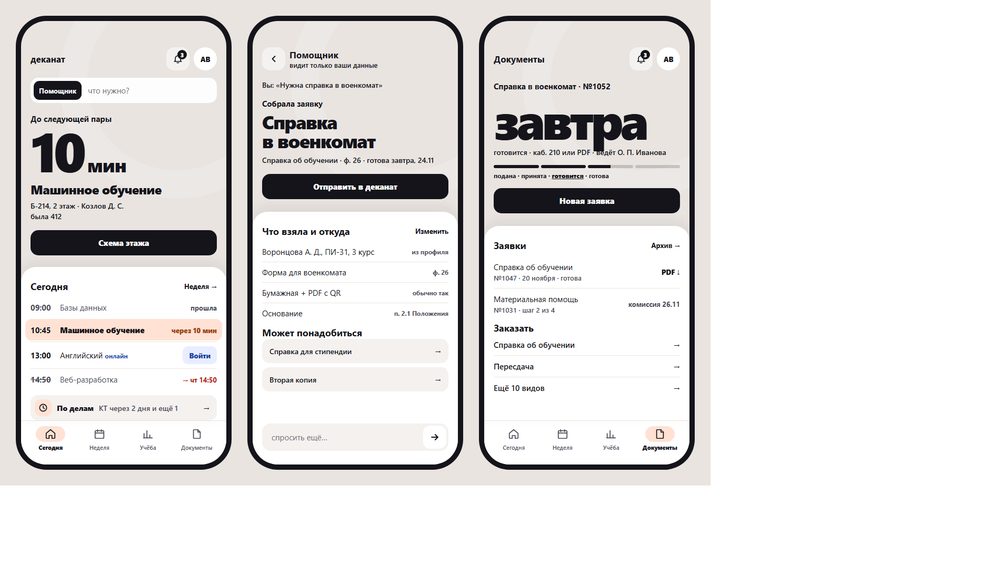 деканат
3
АВ
Помощник что нужно?
До следующей пары
10 мин
Машинное обучение
Б-214, 2 этаж · Козлов Д. С.
была 412
Схема этажа
Сегодня Неделя →
09:00 Базы данных прошла
10:45 Машинное обучение через 10 мин
13:00 Английский онлайн Войти
14:50 Веб-разработка → чт 14:50
По делам КТ через 2 дня и ещё 1 →
Сегодня Неделя Учёба Документы
Помощник
видит только ваши данные
Вы: «Нужна справка в военкомат»
Собрала заявку
Справка
в военкомат
Справка об обучении · ф. 26 · готова завтра, 24.11
Отправить в деканат
Что взяла и откуда Изменить
Воронцова А. Д., ПИ-31, 3 курс из профиля
Форма для военкомата ф. 26
Бумажная + PDF с QR обычно так
Основание п. 2.1 Положения
Может понадобиться
Справка для стипендии →
Вторая копия →
спросить ещё... →
Документы
3
АВ
Справка в военкомат · №1052
завтра
готовится · каб. 210 или PDF · ведёт О. П. Иванова
подана · принята · готовится · готова
Новая заявка
Заявки Архив →
Справка об обучении
№1047 · 20 ноября · готова
PDF ↓
Материальная помощь
№1031 · шаг 2 из 4
комиссия 26.11
Заказать
Справка об обучении →
Пересдача →
Ещё 10 видов →
Сегодня Неделя Учёба Документы